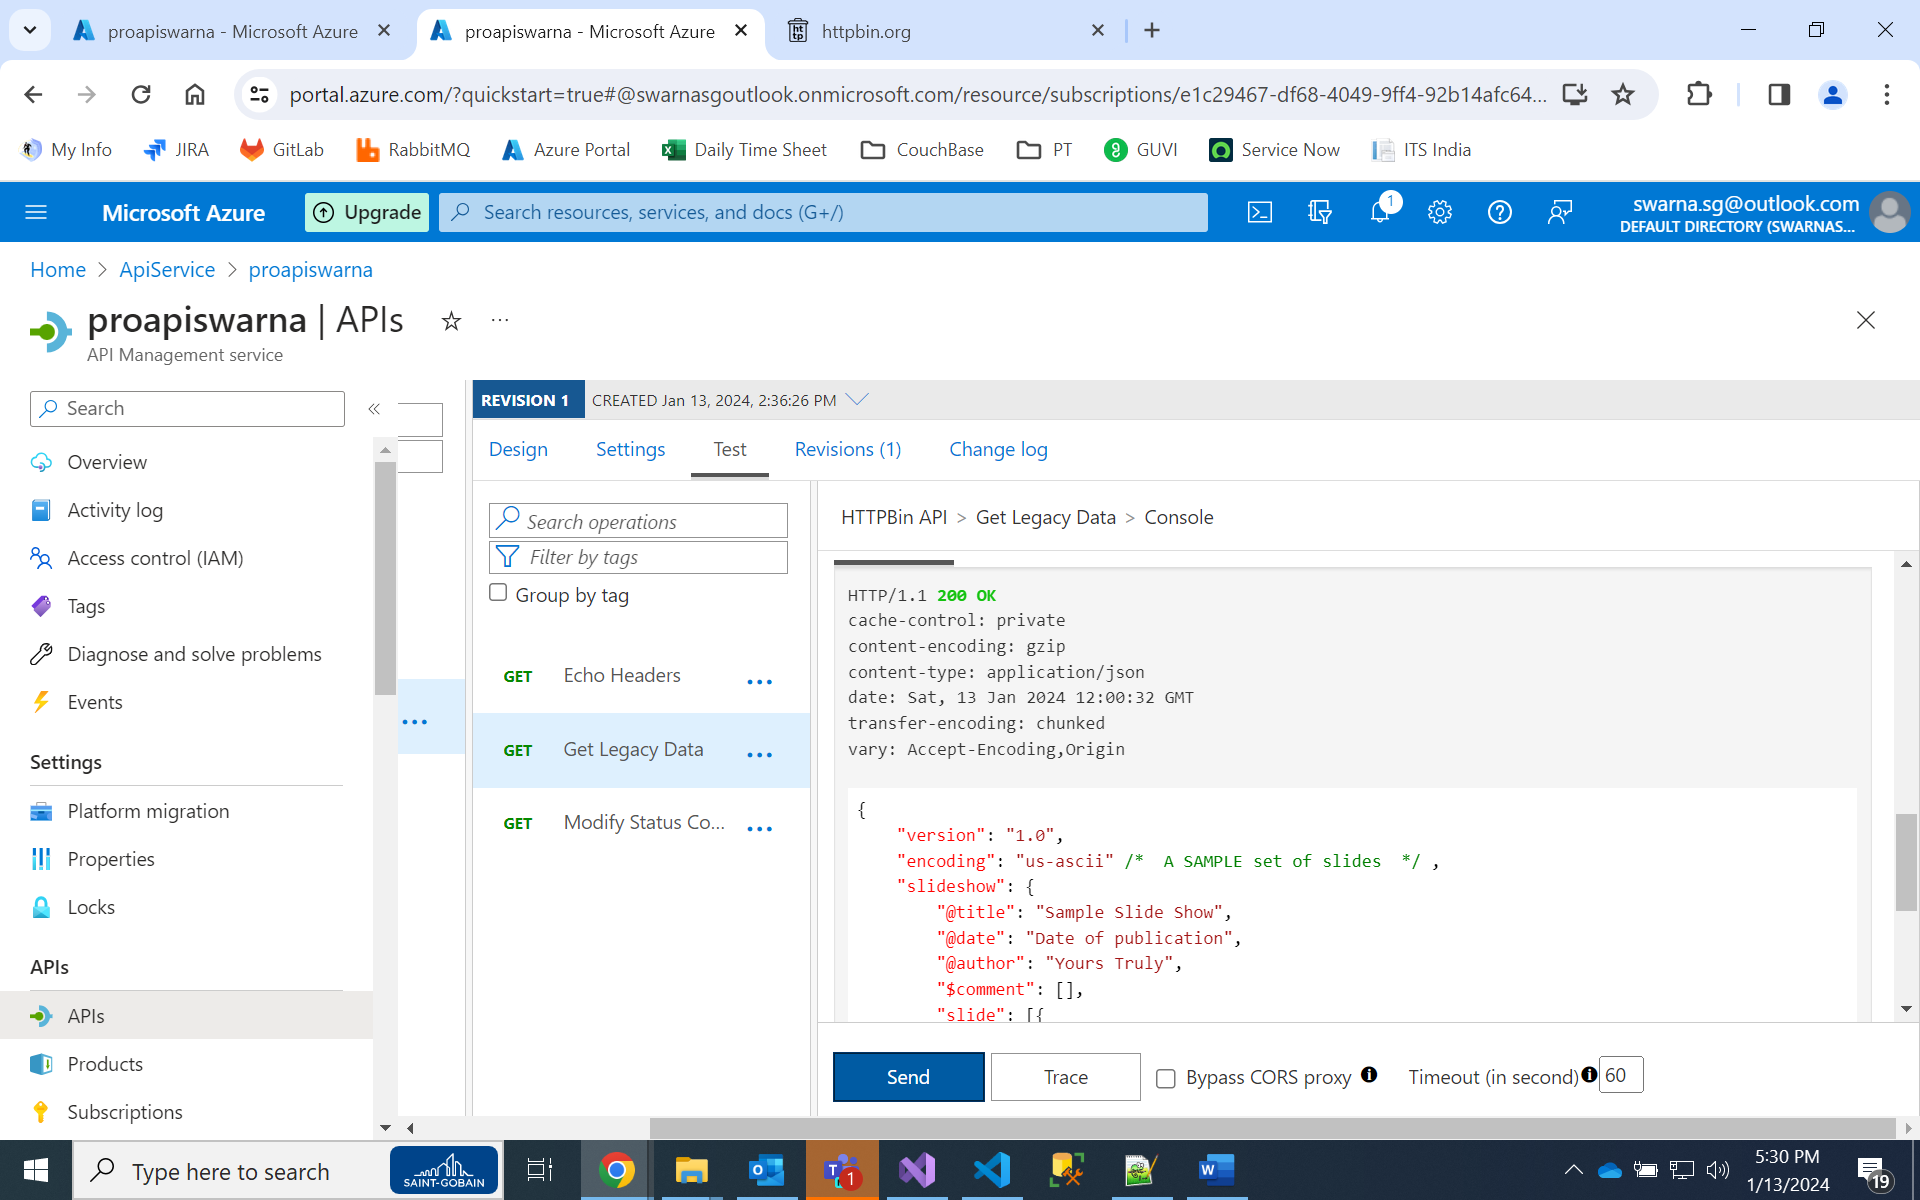 proapiswarna - Microsoft Azure
proapiswarna - Microsoft Azure
httpbin.org
portal.azure.com/?quickstart=true#@swarnasgoutlook.onmicrosoft.com/resource/subscriptions/e1c29467-df68-4049-9ff4-92b14afc64...
My Info JIRA GitLab RabbitMQ Azure Portal Daily Time Sheet CouchBase PT GUVI Service Now ITS India
Microsoft Azure
Upgrade
Search resources, services, and docs (G+/)
1
swarna.sg@outlook.com
DEFAULT DIRECTORY (SWARNAS...
Home > ApiService > proapiswarna
proapiswarna | APIs
...
API Management service
Search
«
Overview
Activity log
Access control (IAM)
Tags
Diagnose and solve problems
Events
Settings
Platform migration
Properties
Locks
APIs
APIs
Products
Subscriptions
...
REVISION 1 CREATED Jan 13, 2024, 2:36:26 PM
Design Settings Test Revisions (1) Change log
Search operations
Filter by tags
Group by tag
GET Echo Headers ...
GET Get Legacy Data ...
GET Modify Status Co... ...
HTTPBin API > Get Legacy Data > Console
HTTP/1.1 200 OK
cache-control: private
content-encoding: gzip
content-type: application/json
date: Sat, 13 Jan 2024 12:00:32 GMT
transfer-encoding: chunked
vary: Accept-Encoding,Origin
{
"version": "1.0",
"encoding": "us-ascii" /*  A SAMPLE set of slides  */ ,
"slideshow": {
"@title": "Sample Slide Show",
"@date": "Date of publication",
"@author": "Yours Truly",
"$comment": [],
"slide": [{
Send Trace Bypass CORS proxy Timeout (in second) 60
Type here to search
SAINT-GOBAIN
1
5:30 PM
1/13/2024
19